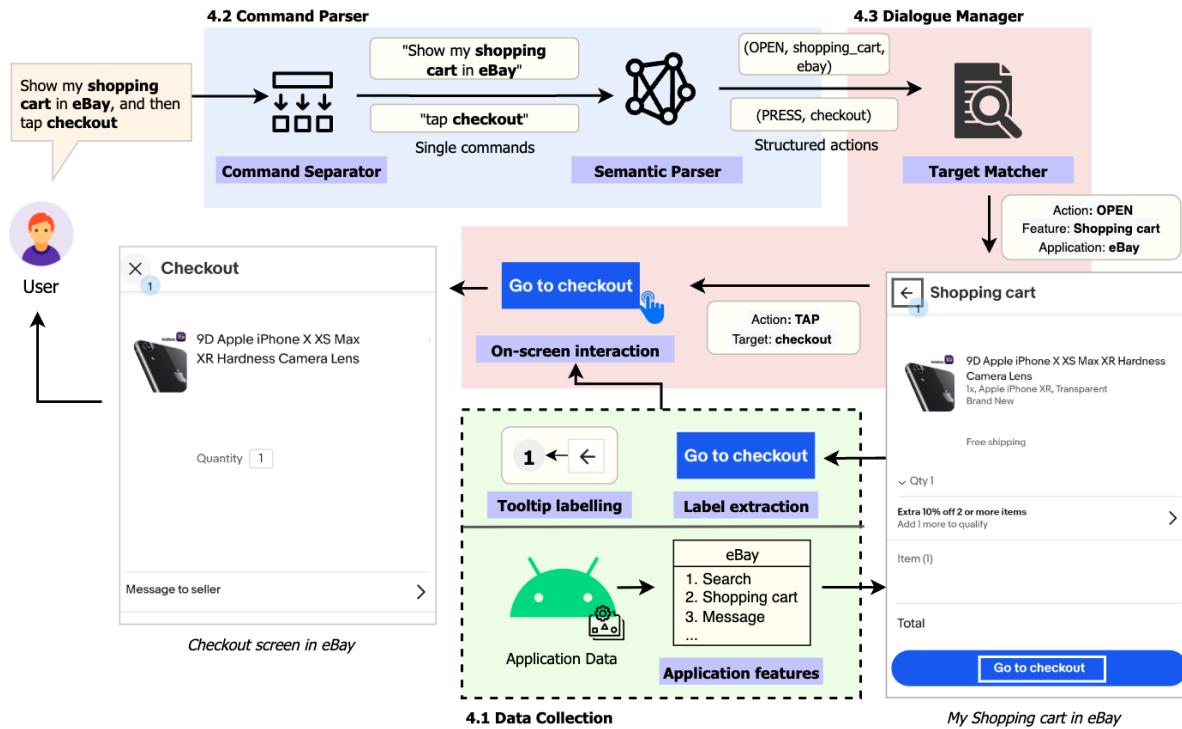 4.2 Command Parser
4.3 Dialogue Manager
Show my shopping
cart in eBay, and then
tap checkout
"Show my shopping
cart in eBay"
"tap checkout"
Single commands
(OPEN, shopping_cart,
ebay)
(PRESS, checkout)
Structured actions
Command Separator
Semantic Parser
Target Matcher
User
Action: OPEN
Feature: Shopping cart
Application: eBay
Checkout
1
9D Apple iPhone X XS Max
XR Hardness Camera Lens
Quantity 1
Message to seller
Checkout screen in eBay
Go to checkout
On-screen interaction
Action: TAP
Target: checkout
Shopping cart
1
9D Apple iPhone X XS Max XR Hardness
Camera Lens
1x, Apple iPhone XR, Transparent
Brand New
Free shipping
Qty 1
Extra 10% off 2 or more items
Add 1 more to qualify
Item (1)
Total
Go to checkout
My Shopping cart in eBay
1
Tooltip labelling
Go to checkout
Label extraction
Application Data
eBay
1. Search
2. Shopping cart
3. Message
...
Application features
4.1 Data Collection